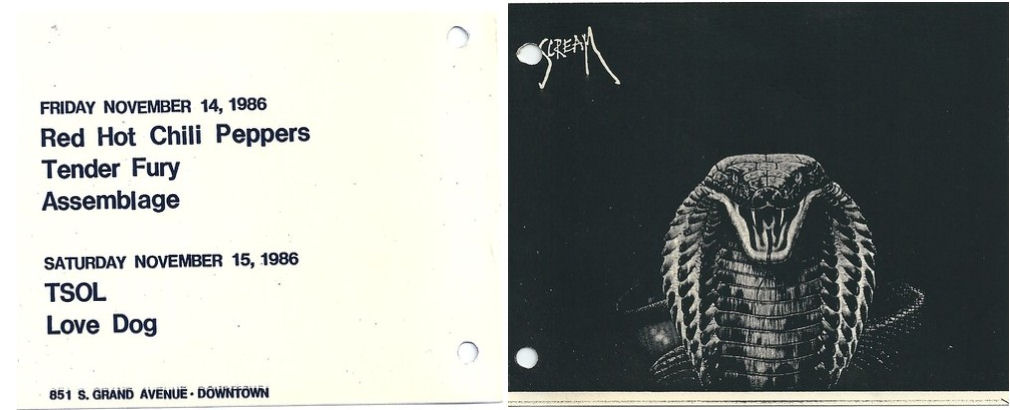 FRIDAY NOVEMBER 14, 1986
Red Hot Chili Peppers
Tender Fury
Assemblage
SATURDAY NOVEMBER 15, 1986
TSOL
Love Dog
851 S. GRAND AVENUE • DOWNTOWN
SCREAM